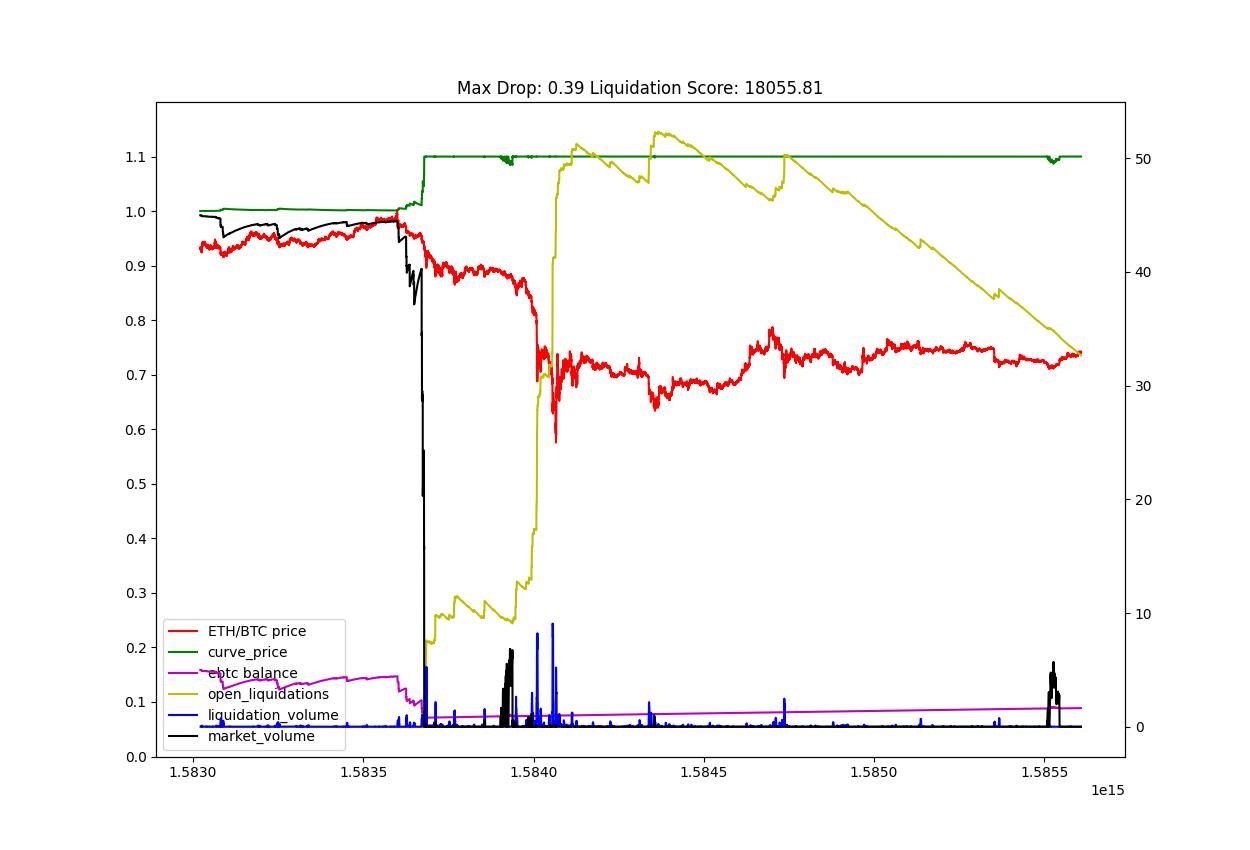 Max Drop: 0.39 Liquidation Score: 18055.81
1.1
1.0
0.9
0.8
0.7
0.6
0.5
0.4
0.3
0.2
0.1
0.0
50
40
30
20
10
0
ETH/BTC price
curve_price
ebtc balance
open_liquidations
liquidation_volume
market_volume
1.5830 1.5835 1.5840 1.5845 1.5850 1.5855
1e15